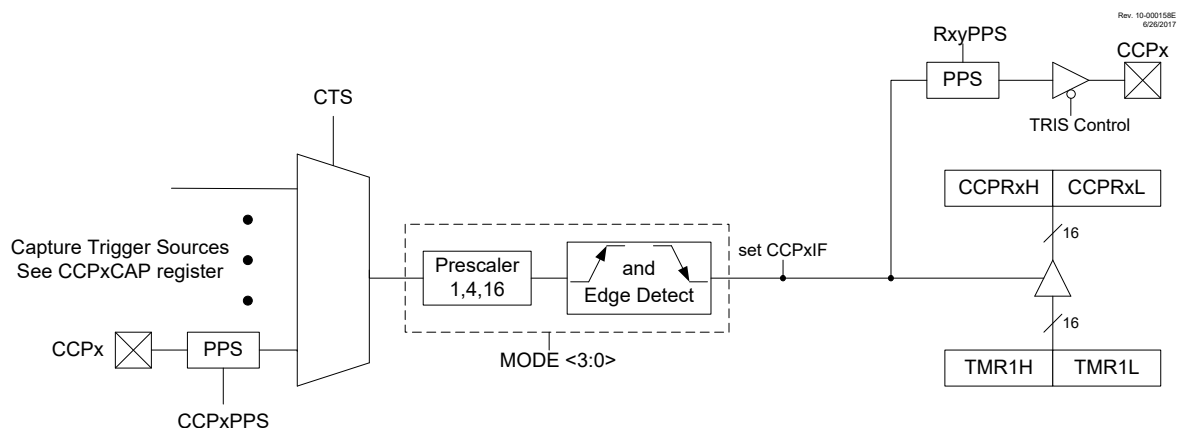 Rev. 10-000158E
6/26/2017
RxyPPS
CCPx
PPS
TRIS Control
CTS
CCPRxH CCPRxL
16
Capture Trigger Sources
See CCPxCAP register
Prescaler
1,4,16
and
Edge Detect
set CCPxIF
16
CCPx
PPS
MODE <3:0>
TMR1H TMR1L
CCPxPPS